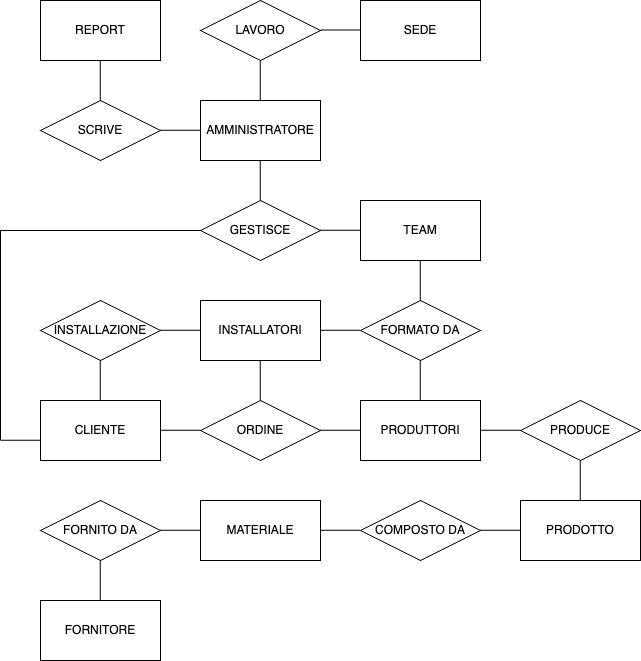 REPORT
LAVORO
SEDE
SCRIVE
AMMINISTRATORE
GESTISCE
TEAM
INSTALLAZIONE
INSTALLATORI
FORMATO DA
CLIENTE
ORDINE
PRODUTTORI
PRODUCE
FORNITO DA
MATERIALE
COMPOSTO DA
PRODOTTO
FORNITORE